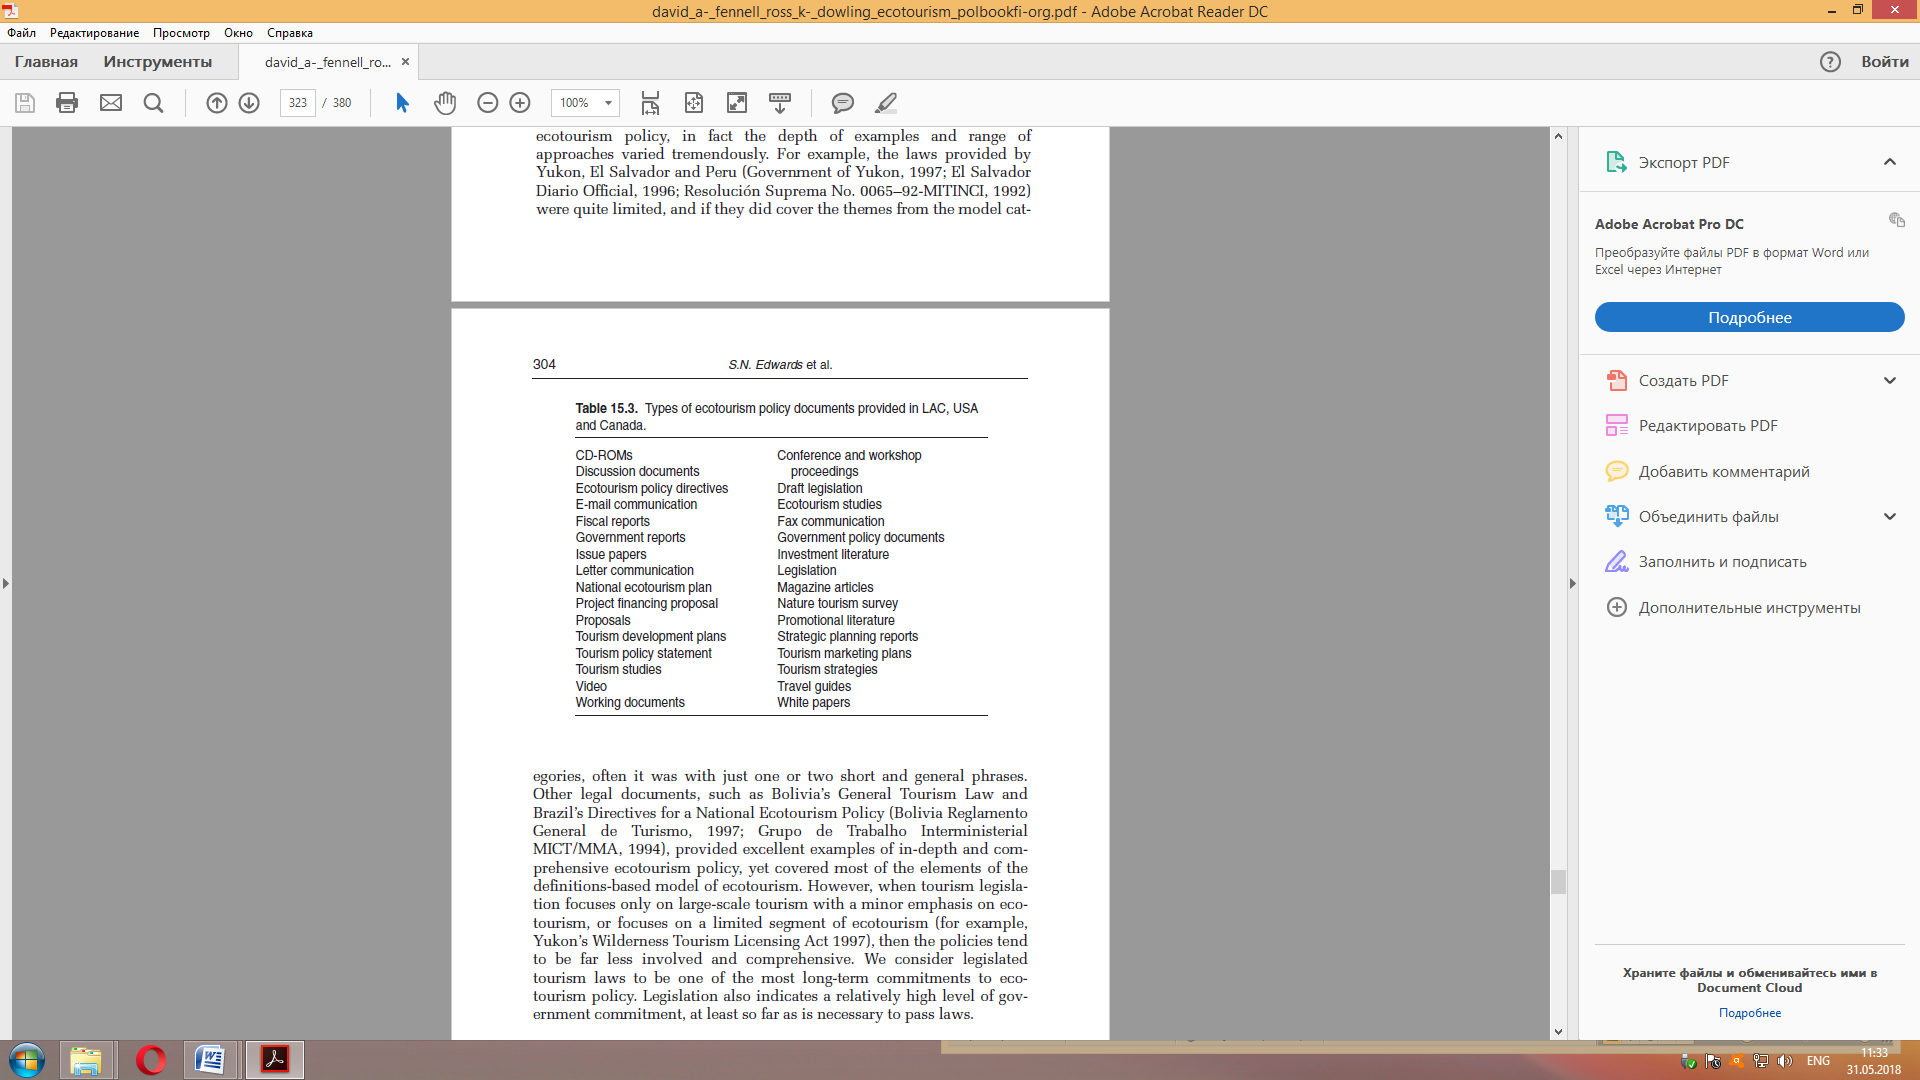 david_a-_fennell_ross_k-_dowling_ecotourism_polbookfi-org.pdf - Adobe Acrobat Reader DC
Файл Редактирование Просмотр Окно Справка
Главная Инструменты david_a-_fennell_ro... × ? Войти
323 / 380 100%
ecotourism policy, in fact the depth of examples and range of
approaches varied tremendously. For example, the laws provided by
Yukon, El Salvador and Peru (Government of Yukon, 1997; El Salvador
Diario Official, 1996; Resolución Suprema No. 0065–92-MITINCI, 1992)
were quite limited, and if they did cover the themes from the model cat-
304 S.N. Edwards et al.
Table 15.3. Types of ecotourism policy documents provided in LAC, USA
and Canada.
CD-ROMs
Discussion documents
Ecotourism policy directives
E-mail communication
Fiscal reports
Government reports
Issue papers
Letter communication
National ecotourism plan
Project financing proposal
Proposals
Tourism development plans
Tourism policy statement
Tourism studies
Video
Working documents
Conference and workshop
proceedings
Draft legislation
Ecotourism studies
Fax communication
Government policy documents
Investment literature
Legislation
Magazine articles
Nature tourism survey
Promotional literature
Strategic planning reports
Tourism marketing plans
Tourism strategies
Travel guides
White papers
egories, often it was with just one or two short and general phrases.
Other legal documents, such as Bolivia's General Tourism Law and
Brazil's Directives for a National Ecotourism Policy (Bolivia Reglamento
General de Turismo, 1997; Grupo de Trabalho Interministerial
MICT/MMA, 1994), provided excellent examples of in-depth and com-
prehensive ecotourism policy, yet covered most of the elements of the
definitions-based model of ecotourism. However, when tourism legisla-
tion focuses only on large-scale tourism with a minor emphasis on eco-
tourism, or focuses on a limited segment of ecotourism (for example,
Yukon's Wilderness Tourism Licensing Act 1997), then the policies tend
to be far less involved and comprehensive. We consider legislated
tourism laws to be one of the most long-term commitments to eco-
tourism policy. Legislation also indicates a relatively high level of gov-
ernment commitment, at least so far as is necessary to pass laws.
Экспорт PDF
Adobe Acrobat Pro DC
Преобразуйте файлы PDF в формат Word или
Excel через Интернет
Подробнее
Создать PDF
Редактировать PDF
Добавить комментарий
Объединить файлы
Заполнить и подписать
Дополнительные инструменты
Храните файлы и обменивайтесь ими в
Document Cloud
Подробнее
ENG
11:33
31.05.2018